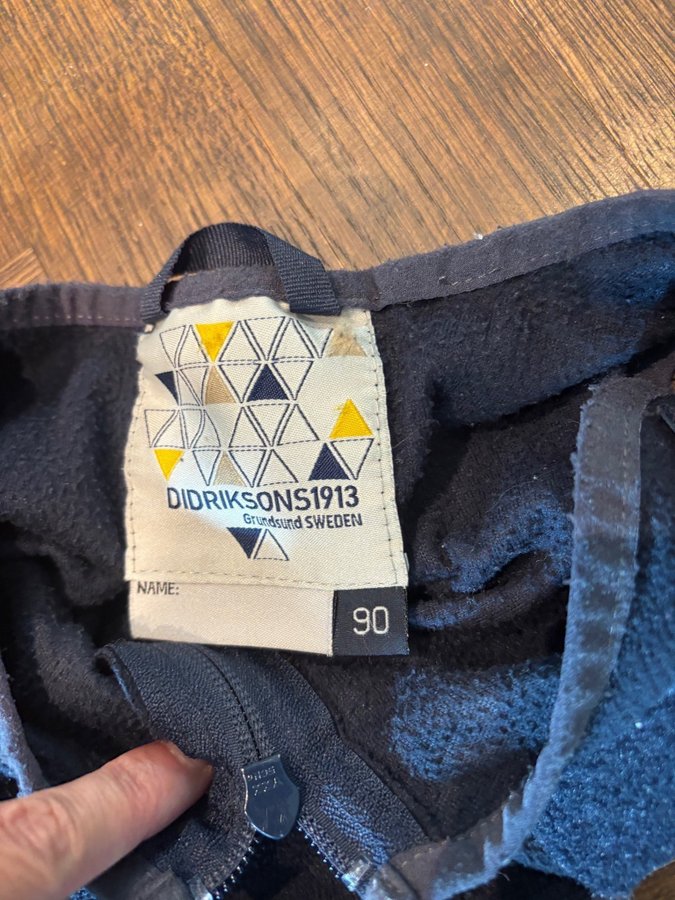 DIDRIKSONS1913
Grundsund SWEDEN
NAME:
90